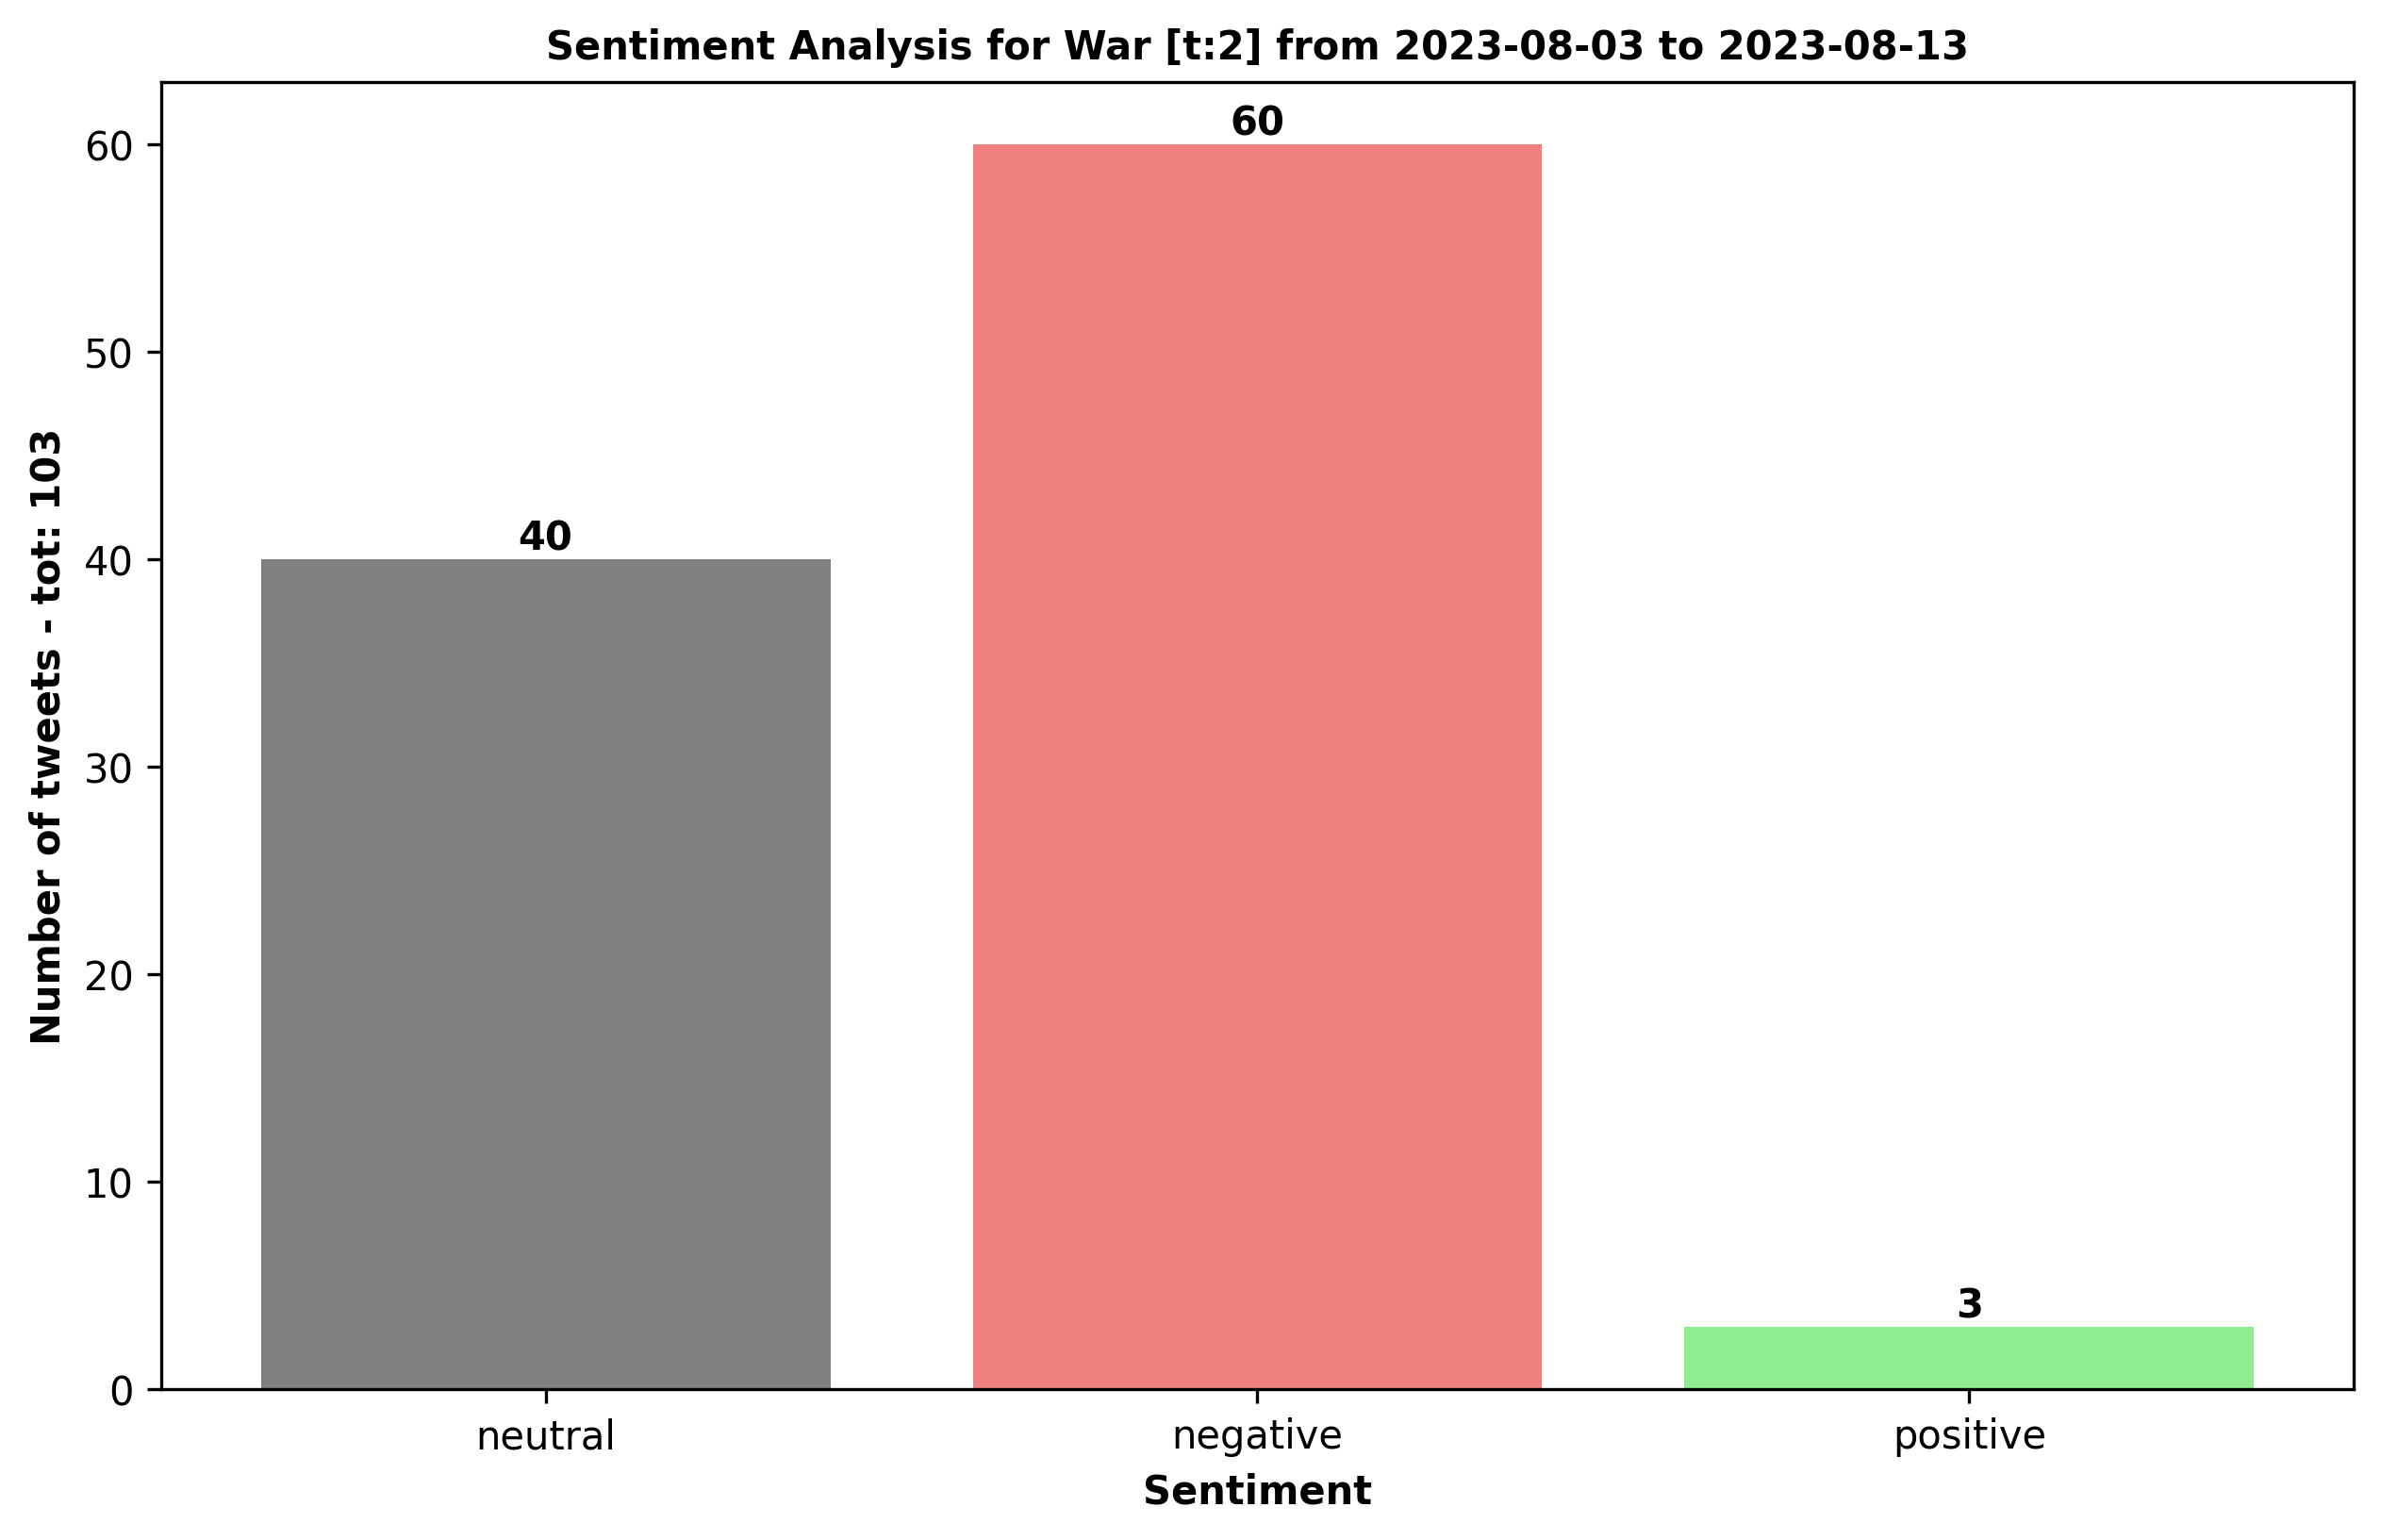 Sentiment Analysis for War [t:2] from 2023-08-03 to 2023-08-13
Number of tweets - tot: 103
60
50
40
30
20
10
0
40
60
3
neutral
negative
positive
Sentiment